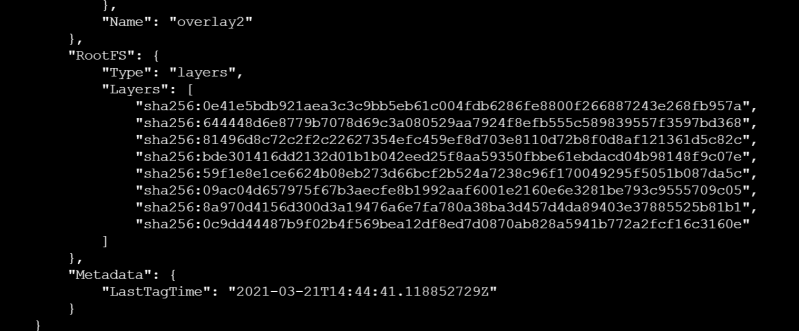 },
"Name": "overlay2"
},
"RootFS": {
"Type": "layers",
"Layers": [
"sha256:0e41e5bdb921aea3c3c9bb5eb61c004fdb6286fe8800f266887243e268fb957a",
"sha256:644448d6e8779b7078d69c3a080529aa7924f8efb555c589839557f3597bd368",
"sha256:81496d8c72c2f2c22627354efc459ef8d703e8110d72b8f0d8af121361d5c82c",
"sha256:bde301416dd2132d01b1b042eed25f8aa59350fbbe61ebdacd04b98148f9c07e",
"sha256:59f1e8e1ce6624b08eb273d66bcf2b524a7238c96f170049295f5051b087da5c",
"sha256:09ac04d657975f67b3aecfe8b1992aaf6001e2160e6e3281be793c9555709c05",
"sha256:8a970d4156d300d3a19476a6e7fa780a38ba3d457d4da89403e37885525b81b1",
"sha256:0c9dd44487b9f02b4f569bea12df8ed7d0870ab828a5941b772a2fcf16c3160e"
]
},
"Metadata": {
"LastTagTime": "2021-03-21T14:44:41.118852729Z"
}
}